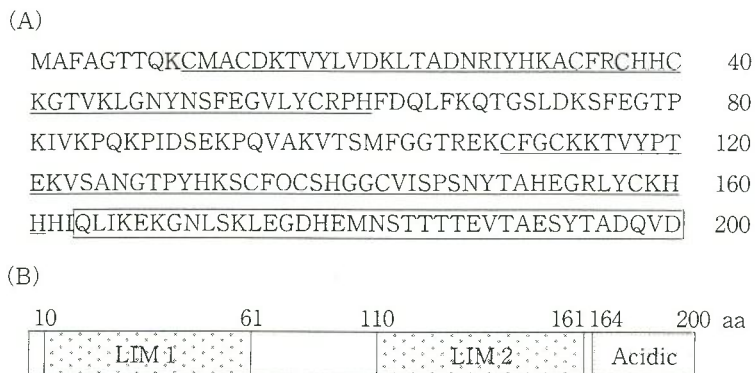 (A)
MAFAGTTQKCMACDKTVYLVDKLTADNRIYHKACFRCHHC 40
KGTVKLGNYNSFEGVLYCRPHFDQLFKQTGSLDKSFEGTP 80
KIVKPQKPIDSEKPQVAKVTSMFGGTREKCFGCKKTVYPT 120
EKVSANGTPYHKSCFOCSHGGCVISPSNYTAHEGRLYCKH 160
HHIQLIKEKGNLSKLEGDHEMNSTTTTEVTAESYTADQVD 200
(B)
10 61 110 161 164 200 aa
LIM 1 LIM 2 Acidic